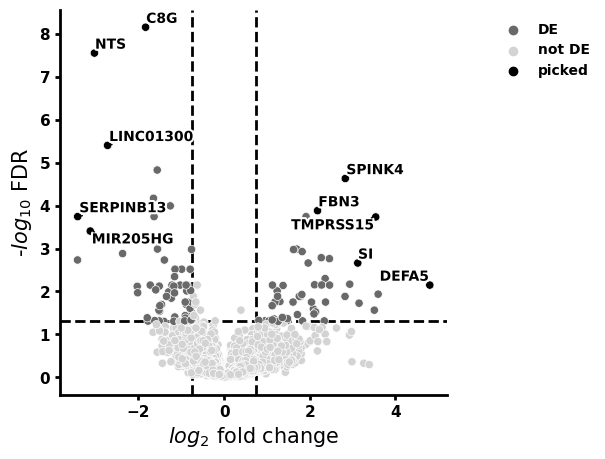 C8G
NTS
LINC01300
SERPINB13
MIR205HG
SPINK4
FBN3
TMPRSS15
SI
DEFA5
DE
not DE
picked
8
7
6
5
4
3
2
1
0
−2
0
2
4
-log10 FDR
log2 fold change